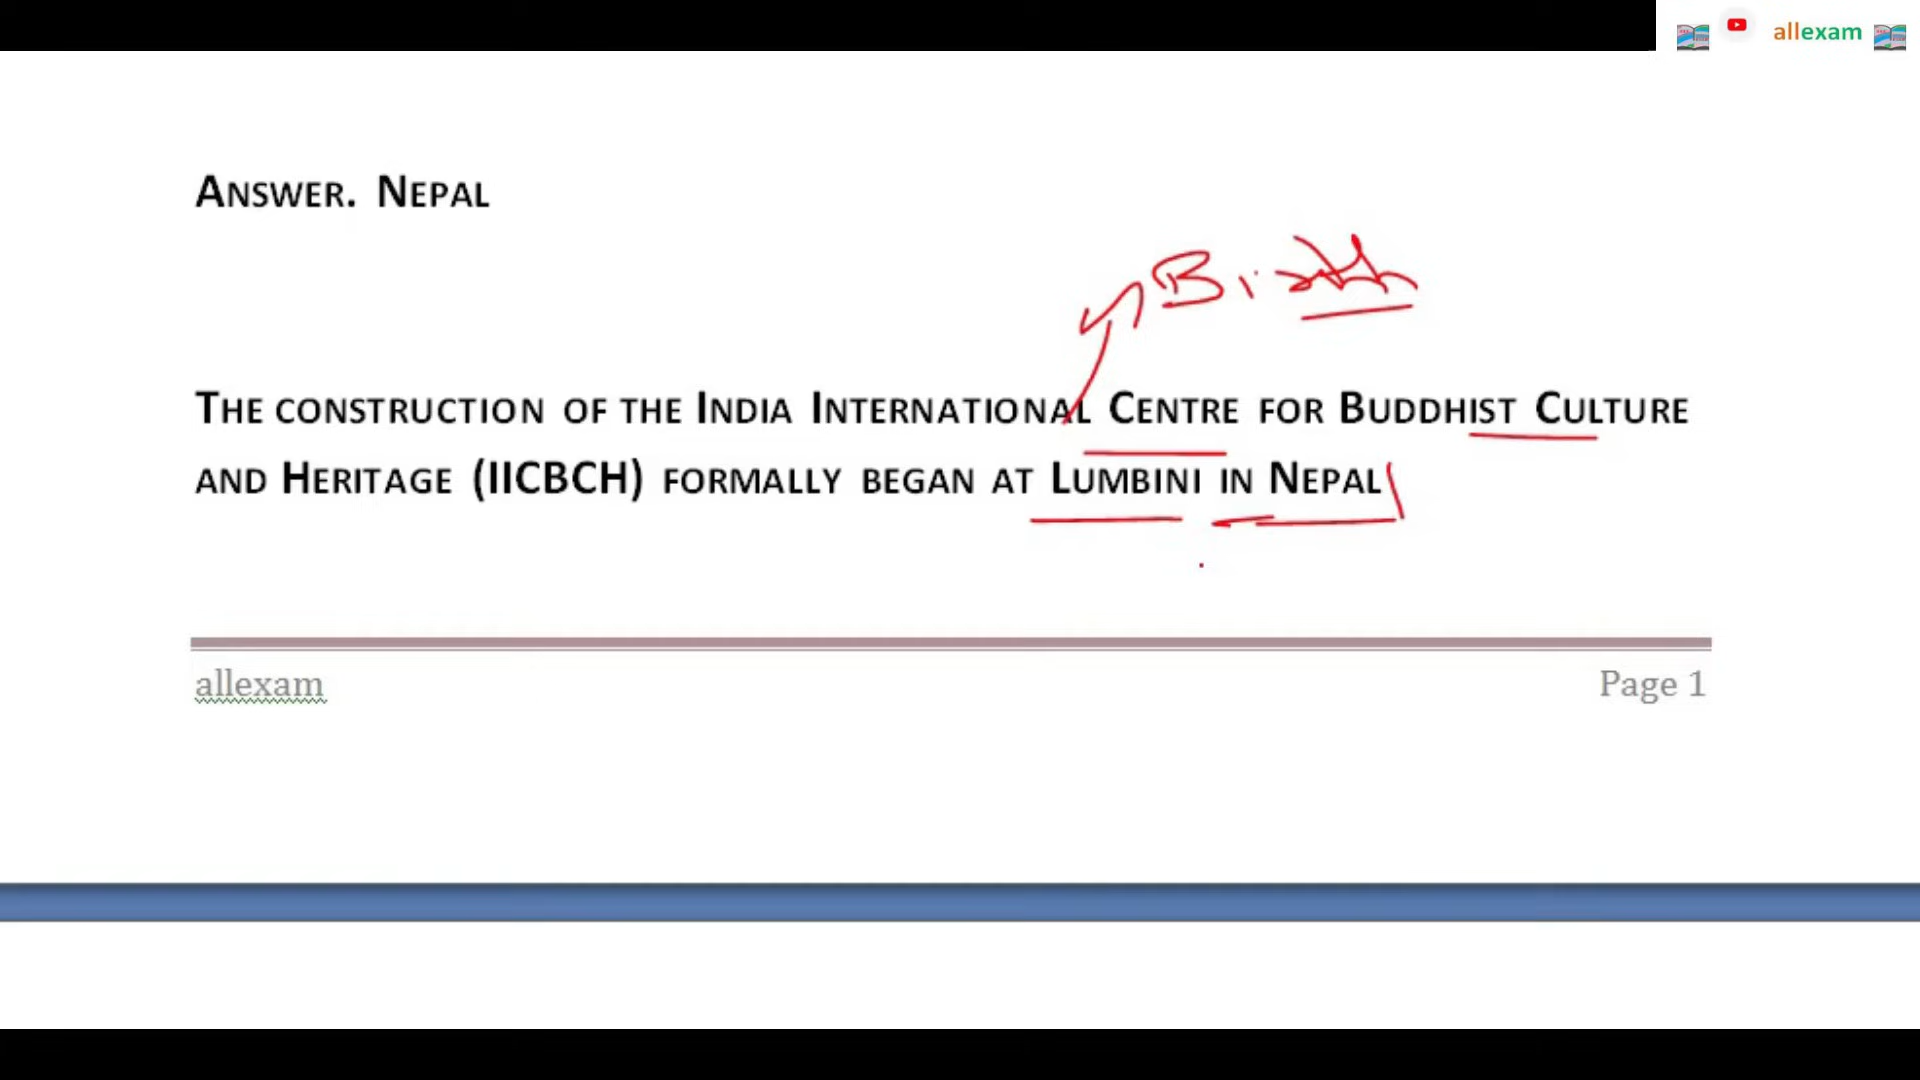 allexam
ANSWER. NEPAL
Birth
THE CONSTRUCTION OF THE INDIA INTERNATIONAL CENTRE FOR BUDDHIST CULTURE
AND HERITAGE (IICBCH) FORMALLY BEGAN AT LUMBINI IN NEPAL
allexam
Page 1